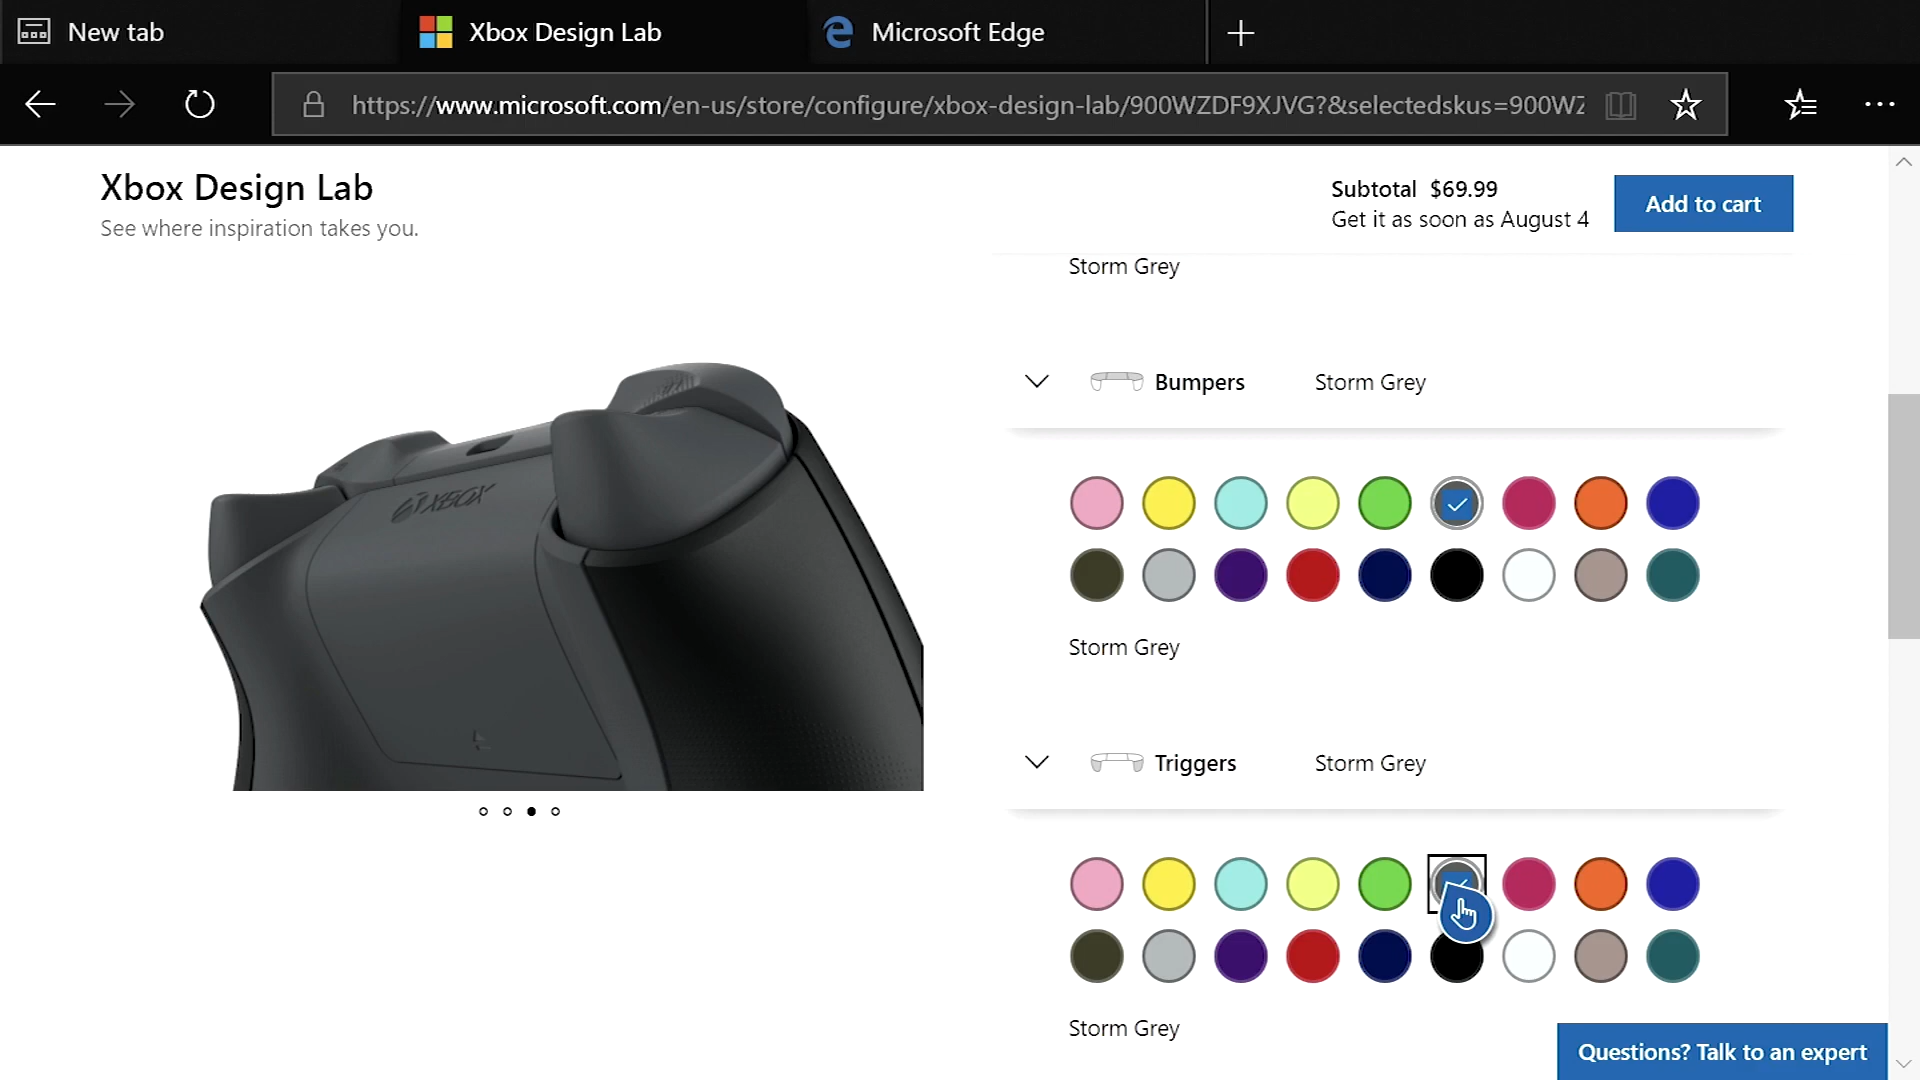 New tab
Xbox Design Lab
Microsoft Edge
https://www.microsoft.com/en-us/store/configure/xbox-design-lab/900WZDF9XJVG?&selectedskus=900WZ
Xbox Design Lab
See where inspiration takes you.
Subtotal $69.99
Get it as soon as August 4
Add to cart
Storm Grey
Bumpers Storm Grey
Storm Grey
Triggers Storm Grey
Storm Grey
XBOX
Questions? Talk to an expert